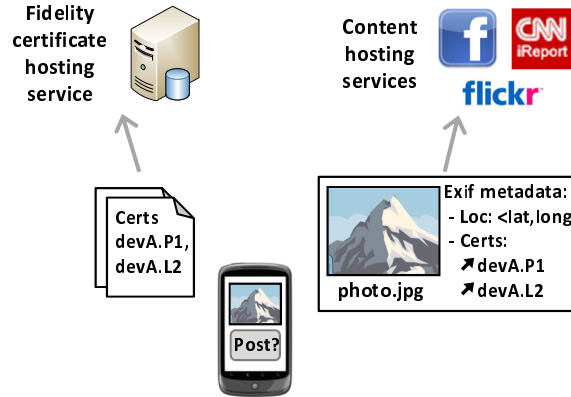 Fidelity
certificate
hosting
service
Content
hosting
services
f
CNN
iReport
flickr
Certs
devA.P1,
devA.L2
Exif metadata:
- Loc: <lat,long
- Certs:
devA.P1
devA.L2
photo.jpg
Post?